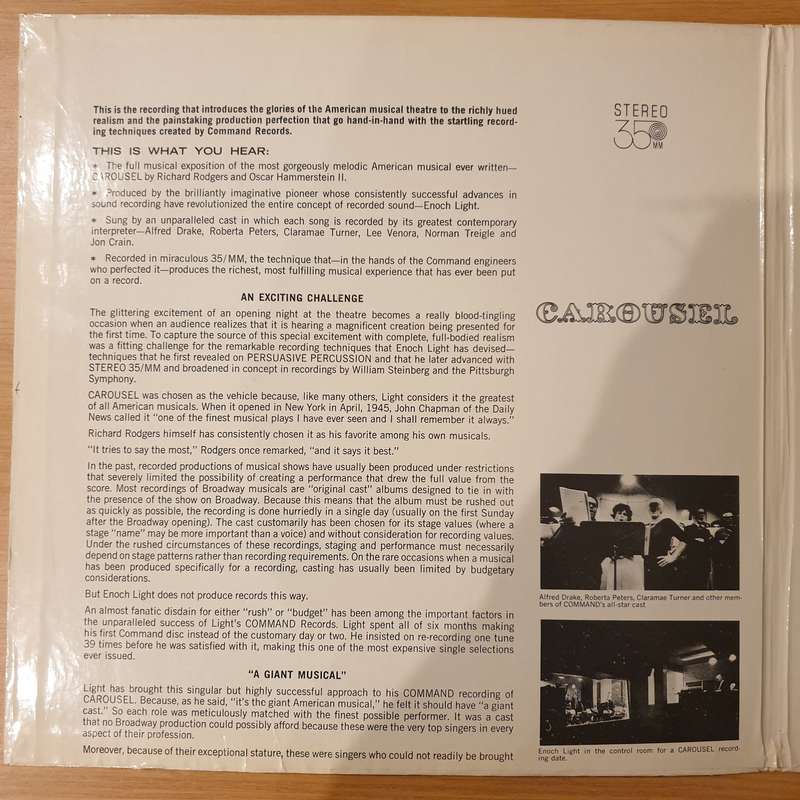 This is the recording that introduces the glories of the American musical theatre to the richly hued
realism and the painstaking production perfection that go hand-in-hand with the startling record-
ing techniques created by Command Records.
THIS IS WHAT YOU HEAR:
* The full musical exposition of the most gorgeously melodic American musical ever written—
CAROUSEL by Richard Rodgers and Oscar Hammerstein II.
* Produced by the brilliantly imaginative pioneer whose consistently successful advances in
sound recording have revolutionized the entire concept of recorded sound—Enoch Light.
* Sung by an unparalleled cast in which each song is recorded by its greatest contemporary
interpreter—Alfred Drake, Roberta Peters, Claramae Turner, Lee Venora, Norman Treigle and
Jon Crain.
* Recorded in miraculous 35/MM, the technique that—in the hands of the Command engineers
who perfected it—produces the richest, most fulfilling musical experience that has ever been put
on a record.
AN EXCITING CHALLENGE
The glittering excitement of an opening night at the theatre becomes a really blood-tingling
occasion when an audience realizes that it is hearing a magnificent creation being presented for
the first time. To capture the source of this special excitement with complete, full-bodied realism
was a fitting challenge for the remarkable recording techniques that Enoch Light has devised—
techniques that he first revealed on PERSUASIVE PERCUSSION and that he later advanced with
STEREO 35/MM and broadened in concept in recordings by William Steinberg and the Pittsburgh
Symphony.
CAROUSEL was chosen as the vehicle because, like many others, Light considers it the greatest
of all American musicals. When it opened in New York in April, 1945, John Chapman of the Daily
News called it “one of the finest musical plays I have ever seen and I shall remember it always.”
Richard Rodgers himself has consistently chosen it as his favorite among his own musicals.
“It tries to say the most,” Rodgers once remarked, “and it says it best.”
In the past, recorded productions of musical shows have usually been produced under restrictions
that severely limited the possibility of creating a performance that drew the full value from the
score. Most recordings of Broadway musicals are “original cast” albums designed to tie in with
the presence of the show on Broadway. Because this means that the album must be rushed out
as quickly as possible, the recording is done hurriedly in a single day (usually on the first Sunday
after the Broadway opening). The cast customarily has been chosen for its stage values (where a
stage “name” may be more important than a voice) and without consideration for recording values.
Under the rushed circumstances of these recordings, staging and performance must necessarily
depend on stage patterns rather than recording requirements. On the rare occasions when a musical
has been produced specifically for a recording, casting has usually been limited by budgetary
considerations.
But Enoch Light does not produce records this way.
An almost fanatic disdain for either “rush” or “budget” has been among the important factors in
the unparalleled success of Light's COMMAND Records. Light spent all of six months making
his first Command disc instead of the customary day or two. He insisted on re-recording one tune
39 times before he was satisfied with it, making this one of the most expensive single selections
ever issued.
“A GIANT MUSICAL”
Light has brought this singular but highly successful approach to his COMMAND recording of
CAROUSEL. Because, as he said, “it's the giant American musical,” he felt it should have “a giant
cast.” So each role was meticulously matched with the finest possible performer. It was a cast
that no Broadway production could possibly afford because these were the very top singers in every
aspect of their profession.
Moreover, because of their exceptional stature, these were singers who could not readily be brought
STEREO
35
MM
CAROUSEL
Alfred Drake, Roberta Peters, Claramae Turner and other mem-
bers of COMMAND's all-star cast
Enoch Light in the control room for a CAROUSEL record-
ing date.